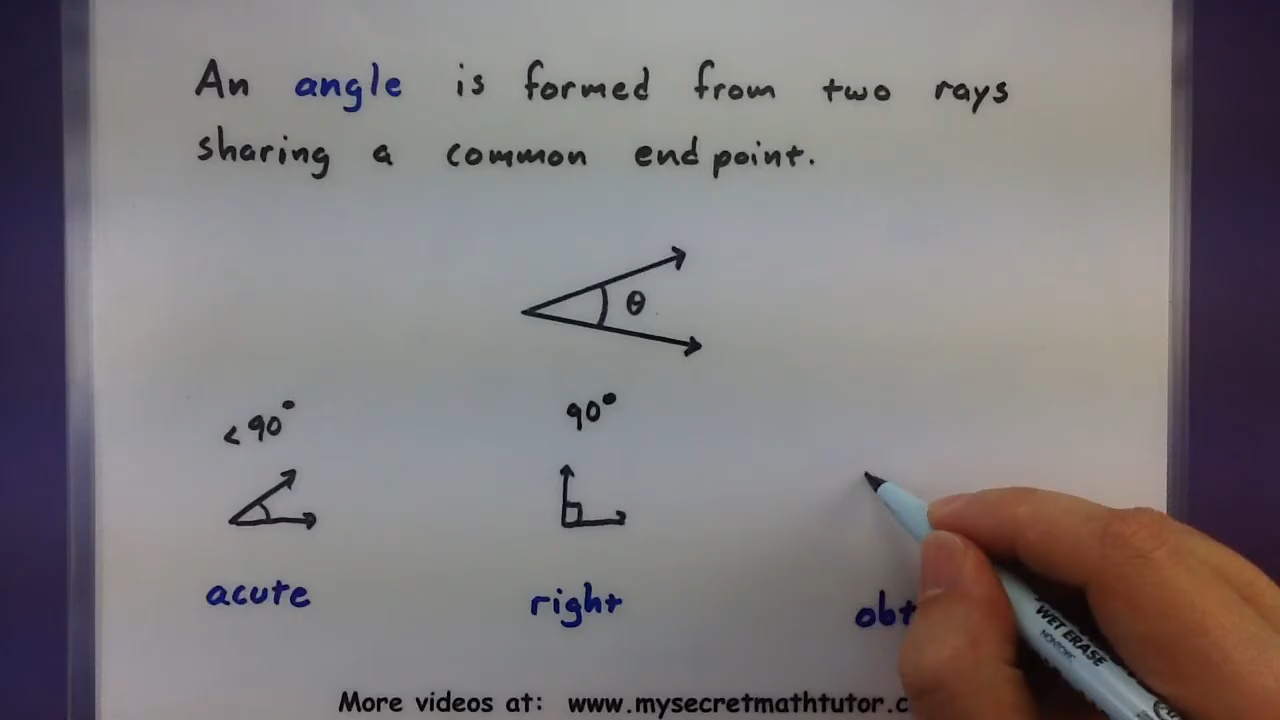 An angle is formed from two rays
sharing a common endpoint.
θ
<90° 90°
acute right obt
WET ERASE
More videos at: www.mysecretmathtutor.c